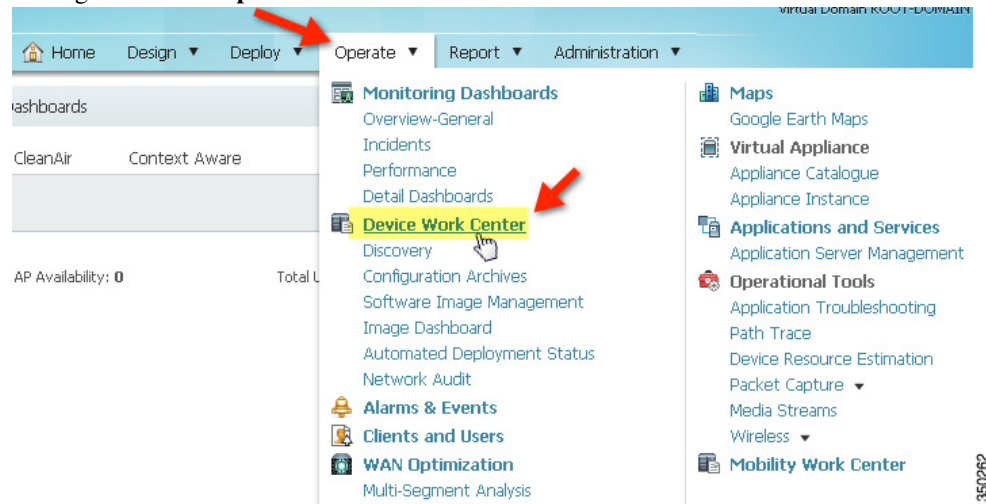 Virtual Domain ROOT-DOMAIN
Home Design ▼ Deploy ▼ Operate ▼ Report ▼ Administration ▼
ashboards
CleanAir Context Aware
AP Availability: 0 Total
Monitoring Dashboards
Overview-General
Incidents
Performance
Detail Dashboards
Device Work Center
Discovery
Configuration Archives
Software Image Management
Image Dashboard
Automated Deployment Status
Network Audit
Alarms & Events
Clients and Users
WAN Optimization
Multi-Segment Analysis
Maps
Google Earth Maps
Virtual Appliance
Appliance Catalogue
Appliance Instance
Applications and Services
Application Server Management
Operational Tools
Application Troubleshooting
Path Trace
Device Resource Estimation
Packet Capture ▼
Media Streams
Wireless ▼
Mobility Work Center
350262